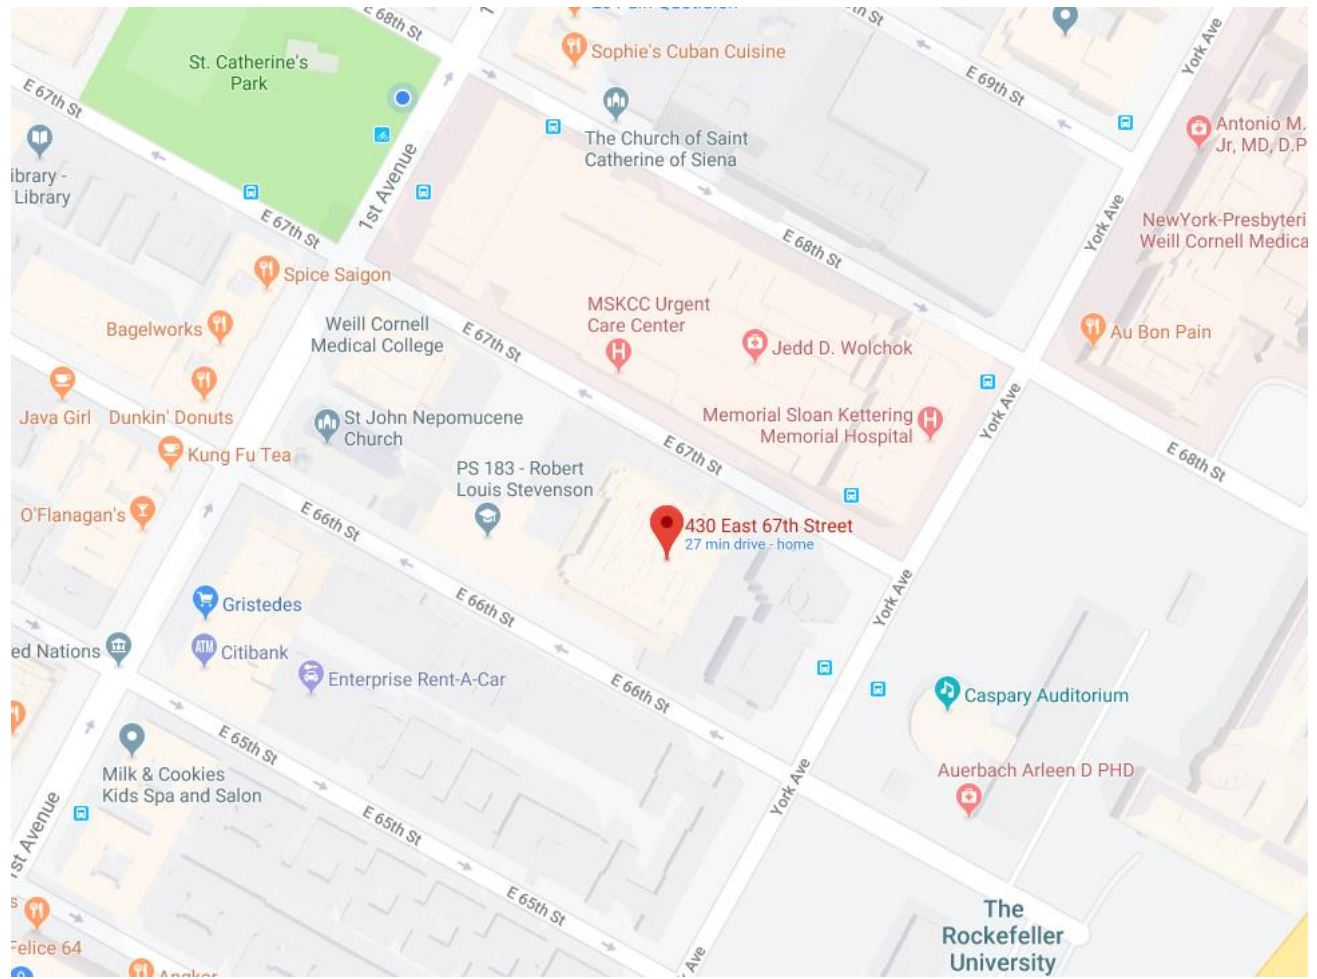 E 68th St
St. Catherine's
Park
E 67th St
Library
Sophie's Cuban Cuisine
The Church of Saint
Catherine of Siena
E 69th St
York Ave
Antonio M.
Jr, MD, D.P
1st Avenue
E 67th St
E 68th St
York Ave
NewYork-Presbyteri
Weill Cornell Medica
Spice Saigon
Bagelworks
Weill Cornell
Medical College
E 67th St
MSKCC Urgent
Care Center
H
Jedd D. Wolchok
Au Bon Pain
Java Girl
Dunkin' Donuts
St John Nepomucene
Church
Memorial Sloan Kettering
Memorial Hospital
H
York Ave
Kung Fu Tea
E 67th St
E 68th St
PS 183 - Robert
Louis Stevenson
O'Flanagan's
E 66th St
430 East 67th Street
27 min drive - home
Gristedes
E 66th St
York Ave
ed Nations
ATM
Citibank
Enterprise Rent-A-Car
E 66th St
Caspary Auditorium
E 65th St
Milk & Cookies
Kids Spa and Salon
York Ave
Auerbach Arleen D PHD
st Avenue
E 65th St
E 65th St
The
Rockefeller
University
Felice 64
Ave